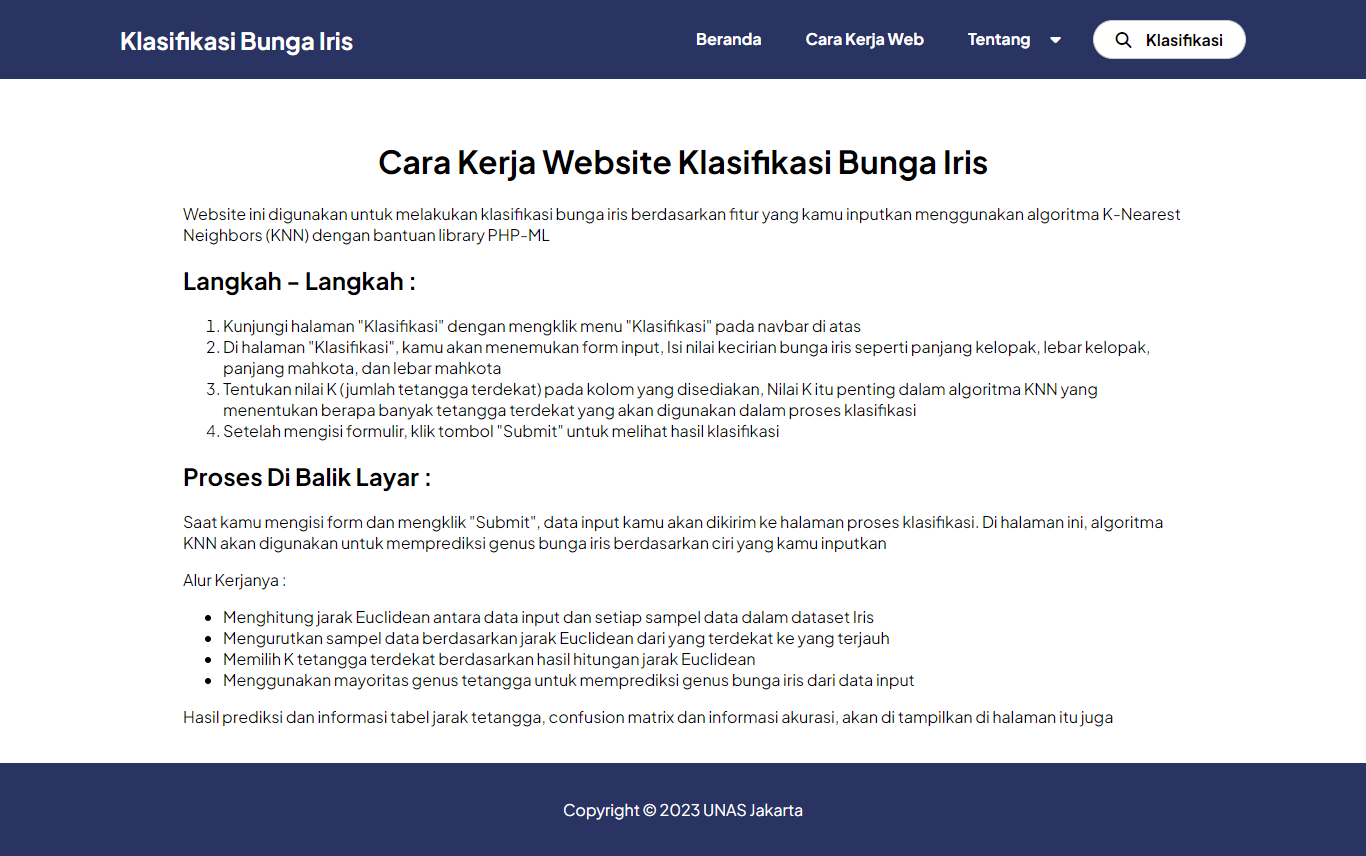 Klasifikasi Bunga Iris
Beranda
Cara Kerja Web
Tentang
Klasifikasi
Cara Kerja Website Klasifikasi Bunga Iris
Website ini digunakan untuk melakukan klasifikasi bunga iris berdasarkan fitur yang kamu inputkan menggunakan algoritma K-Nearest
Neighbors (KNN) dengan bantuan library PHP-ML
Langkah - Langkah :
1. Kunjungi halaman "Klasifikasi" dengan mengklik menu "Klasifikasi" pada navbar di atas
2. Di halaman "Klasifikasi", kamu akan menemukan form input, Isi nilai kecirian bunga iris seperti panjang kelopak, lebar kelopak,
panjang mahkota, dan lebar mahkota
3. Tentukan nilai K (jumlah tetangga terdekat) pada kolom yang disediakan, Nilai K itu penting dalam algoritma KNN yang
menentukan berapa banyak tetangga terdekat yang akan digunakan dalam proses klasifikasi
4. Setelah mengisi formulir, klik tombol "Submit" untuk melihat hasil klasifikasi
Proses Di Balik Layar :
Saat kamu mengisi form dan mengklik "Submit", data input kamu akan dikirim ke halaman proses klasifikasi. Di halaman ini, algoritma
KNN akan digunakan untuk memprediksi genus bunga iris berdasarkan ciri yang kamu inputkan
Alur Kerjanya :
• Menghitung jarak Euclidean antara data input dan setiap sampel data dalam dataset Iris
• Mengurutkan sampel data berdasarkan jarak Euclidean dari yang terdekat ke yang terjauh
• Memilih K tetangga terdekat berdasarkan hasil hitungan jarak Euclidean
• Menggunakan mayoritas genus tetangga untuk memprediksi genus bunga iris dari data input
Hasil prediksi dan informasi tabel jarak tetangga, confusion matrix dan informasi akurasi, akan di tampilkan di halaman itu juga
Copyright © 2023 UNAS Jakarta